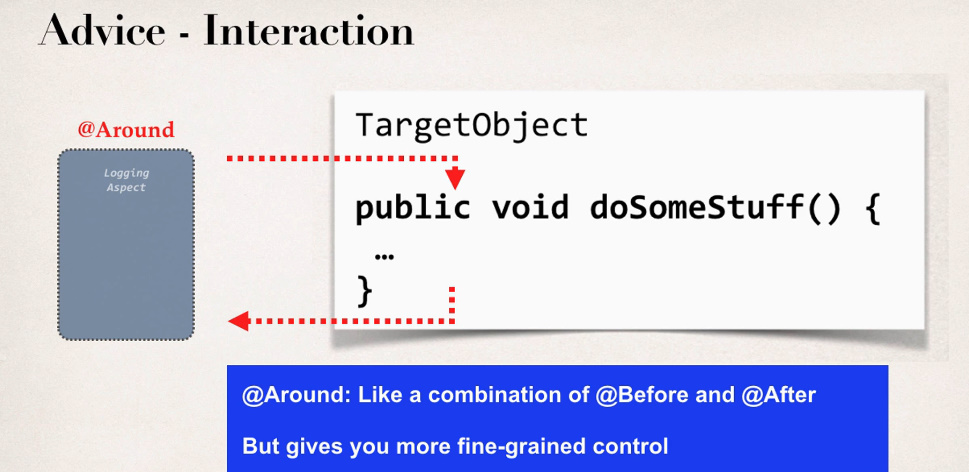 Advice - Interaction
@Around
Logging
Aspect
TargetObject
public void doSomeStuff() {
…
}
@Around: Like a combination of @Before and @After
But gives you more fine-grained control